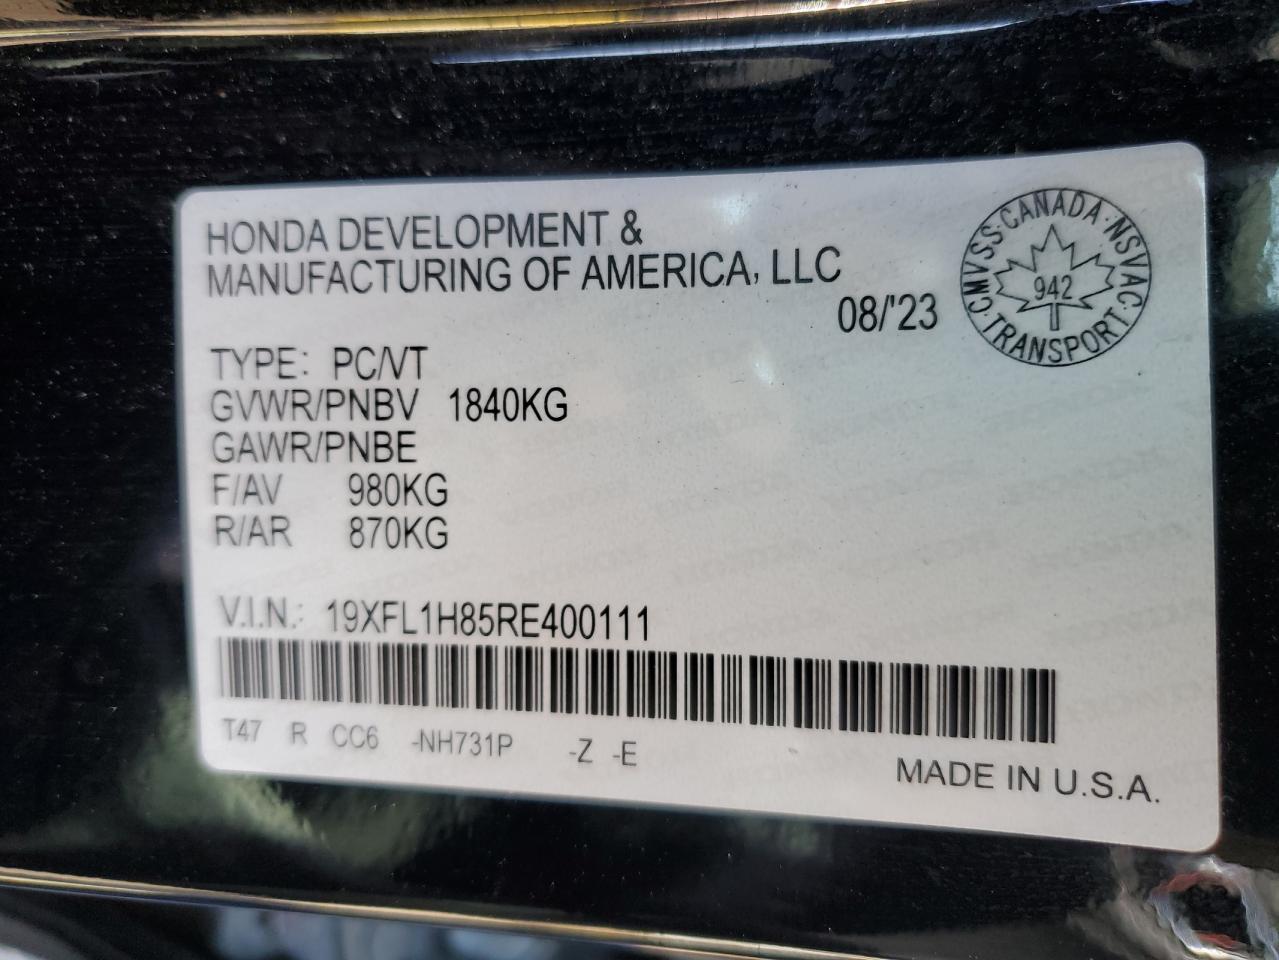 HONDA DEVELOPMENT &
MANUFACTURING OF AMERICA, LLC
08/'23
CMVSS·CANADA·NSVAC·TRANSPORT·
942
TYPE: PC/VT
GVWR/PNBV 1840KG
GAWR/PNBE
F/AV 980KG
R/AR 870KG
V.I.N.: 19XFL1H85RE400111
T47 R CC6 -NH731P -Z -E
MADE IN U.S.A.